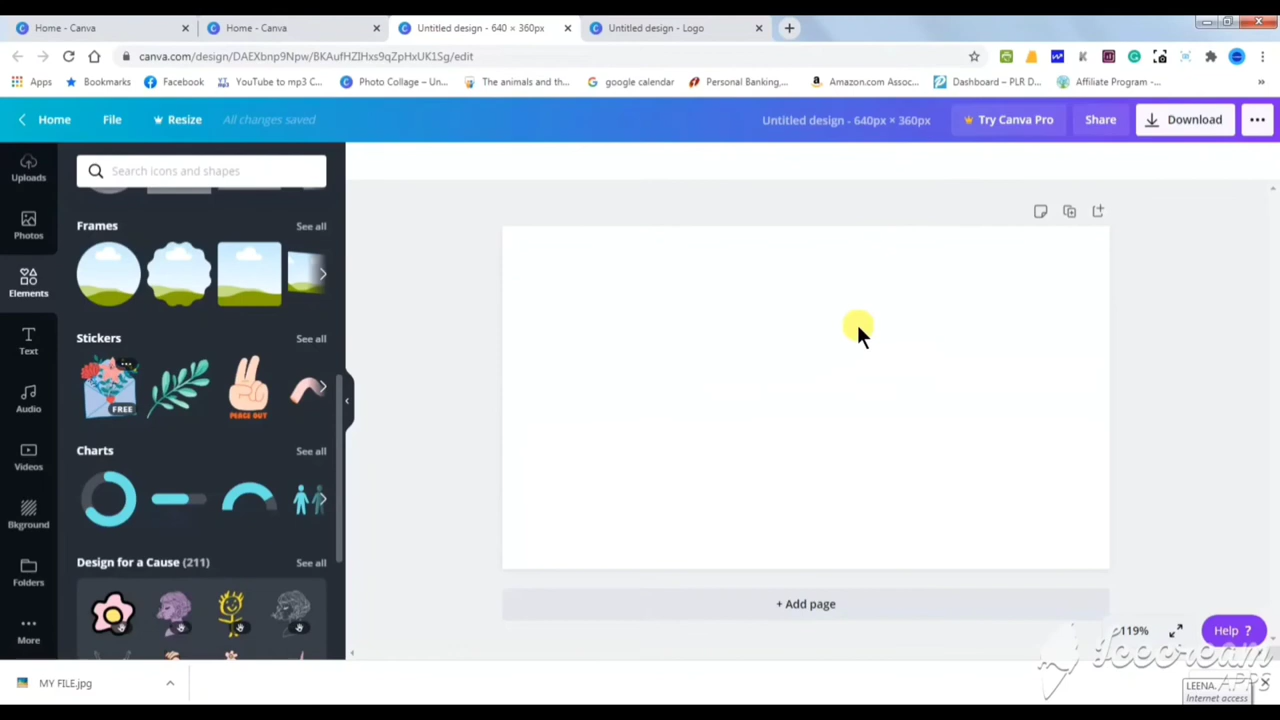 Home - Canva
Home - Canva
Untitled design - 640 × 360px
Untitled design - Logo
canva.com/design/DAEXbnp9Npw/BKAufHZIHxs9qZpHxUK1Sg/edit
Apps
Bookmarks
Facebook
YouTube to mp3 C...
Photo Collage – Un...
The animals and th...
google calendar
Personal Banking,...
Amazon.com Assoc...
Dashboard – PLR D...
Affiliate Program -...
Home
File
Resize
All changes saved
Untitled design - 640px × 360px
Try Canva Pro
Share
Download
Uploads
Photos
Elements
Text
Audio
Videos
Bkground
Folders
More
Search icons and shapes
Frames
See all
Stickers
See all
FREE
PEACE OUT
Charts
See all
Design for a Cause (211)
See all
+ Add page
119%
Help ?
Icecream
APPS
MY FILE.jpg
LEENA.
Internet access